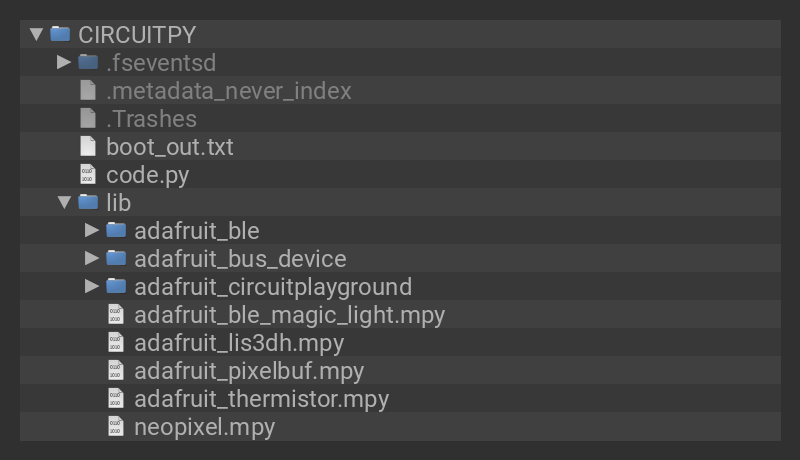 CIRCUITPY
.fseventsd
.metadata_never_index
.Trashes
boot_out.txt
code.py
lib
adafruit_ble
adafruit_bus_device
adafruit_circuitplayground
adafruit_ble_magic_light.mpy
adafruit_lis3dh.mpy
adafruit_pixelbuf.mpy
adafruit_thermistor.mpy
neopixel.mpy